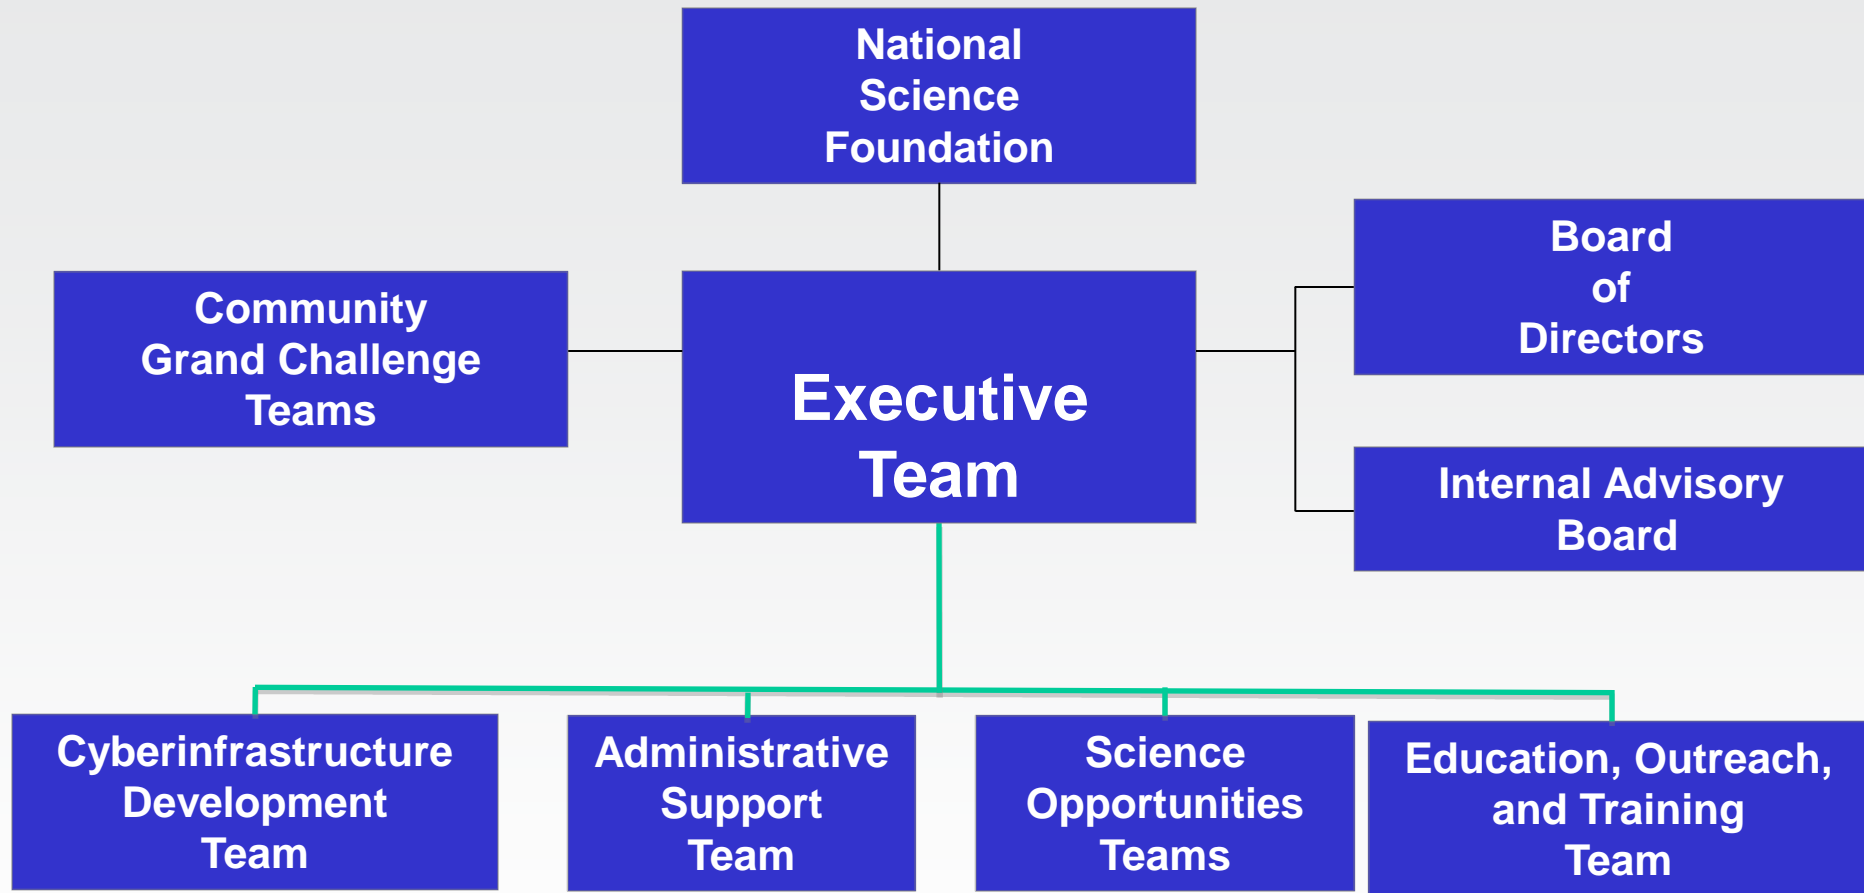 National
Science
Foundation
Board
of
Directors
Community
Grand Challenge
Teams
Executive
Team
Internal Advisory
Board
Cyberinfrastructure
Development
Team
Administrative
Support
Team
Science
Opportunities
Teams
Education, Outreach,
and Training
Team